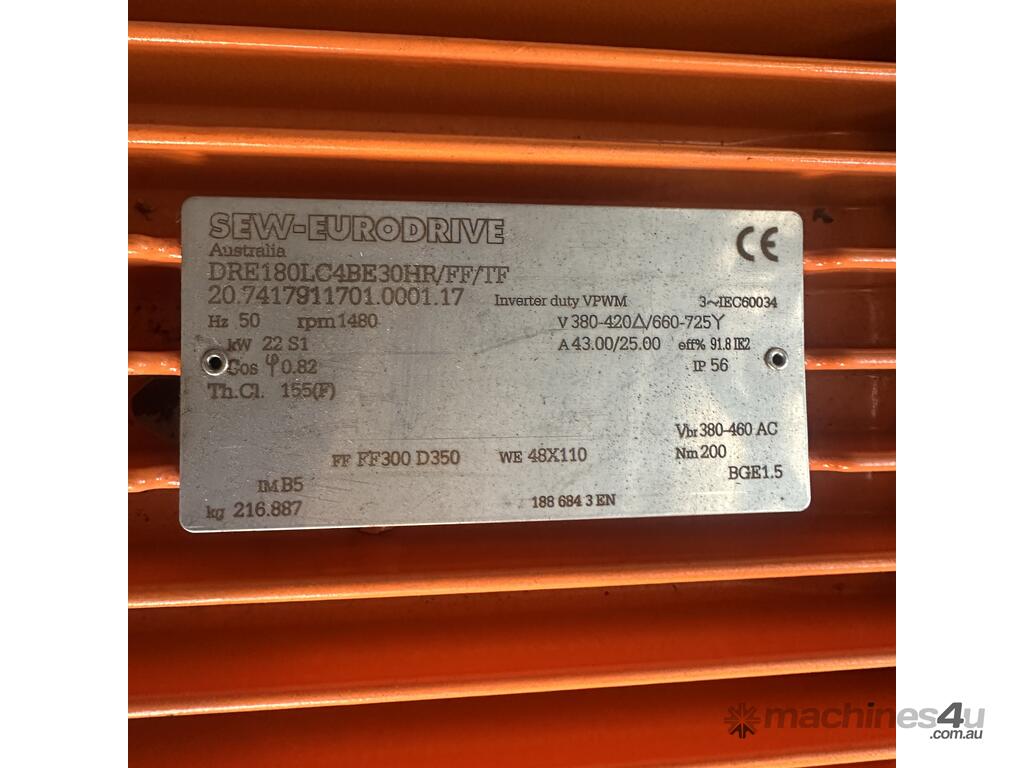 SEW-EURODRIVE
Australia
DRE180LC4BE30HR/FF/TF
20.7417911701.0001.17 Inverter duty VPWM 3~IEC60034
Hz 50 rpm 1480 V 380-420△/660-725Y
kW 22 S1 A 43.00/25.00 eff% 91.8 IE2
Cos φ 0.82 IP 56
Th.Cl. 155(F)
Vbr 380-460 AC
FF FF300 D350 WE 48X110 Nm 200
IM B5 BGE1.5
kg 216.887 188 684 3 EN
CE
machines4u
.com.au